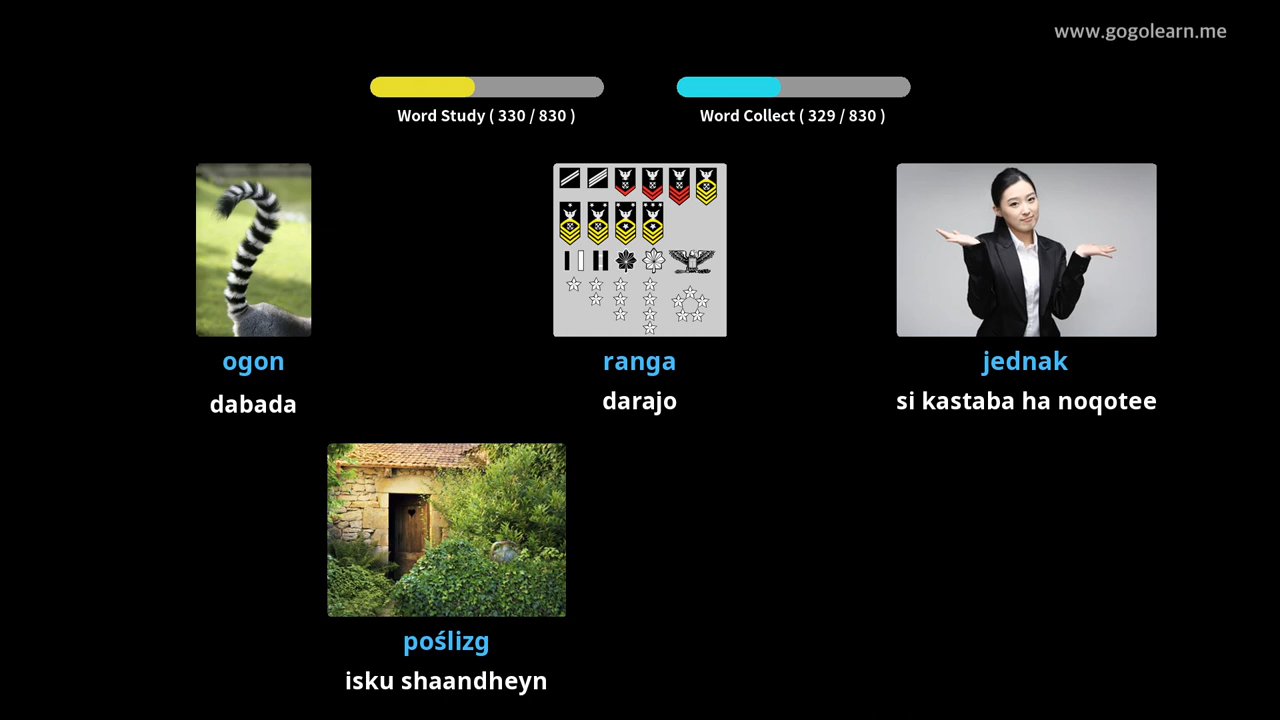 www.gogolearn.me
Word Study ( 330 / 830 )
Word Collect ( 329 / 830 )
ogon
ranga
jednak
dabada
darajo
si kastaba ha noqotee
poślizg
isku shaandheyn